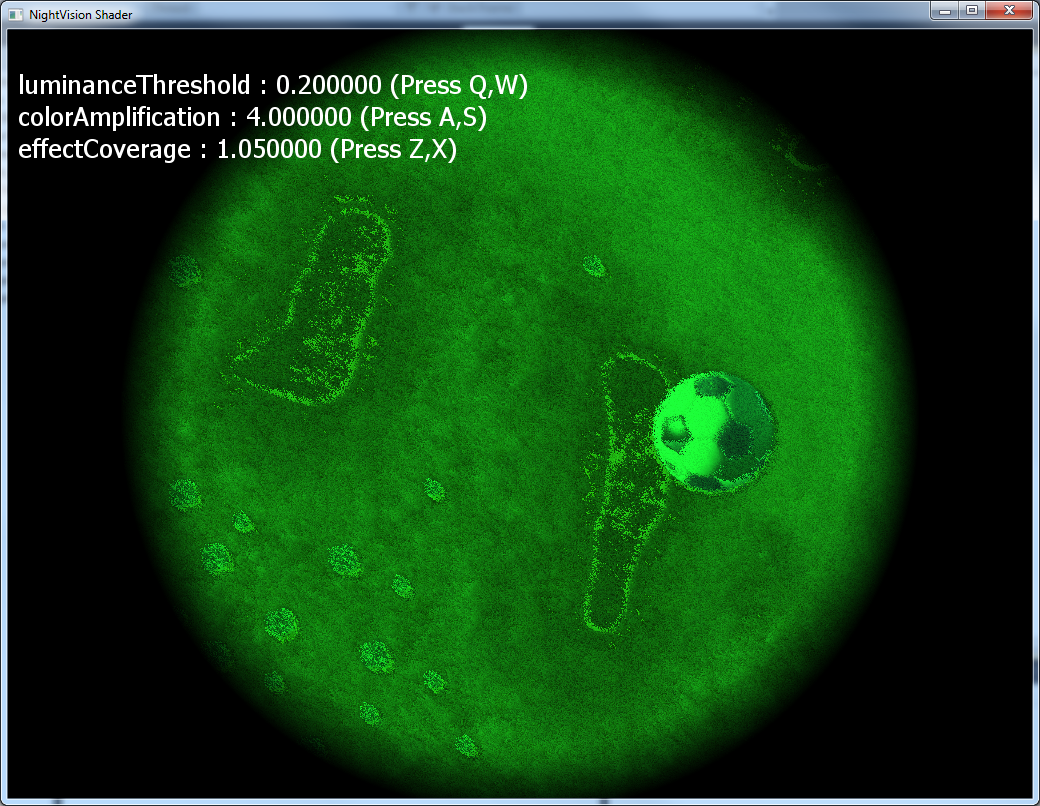 NightVision Shader
luminanceThreshold : 0.200000 (Press Q,W)
colorAmplification : 4.000000 (Press A,S)
effectCoverage : 1.050000 (Press Z,X)